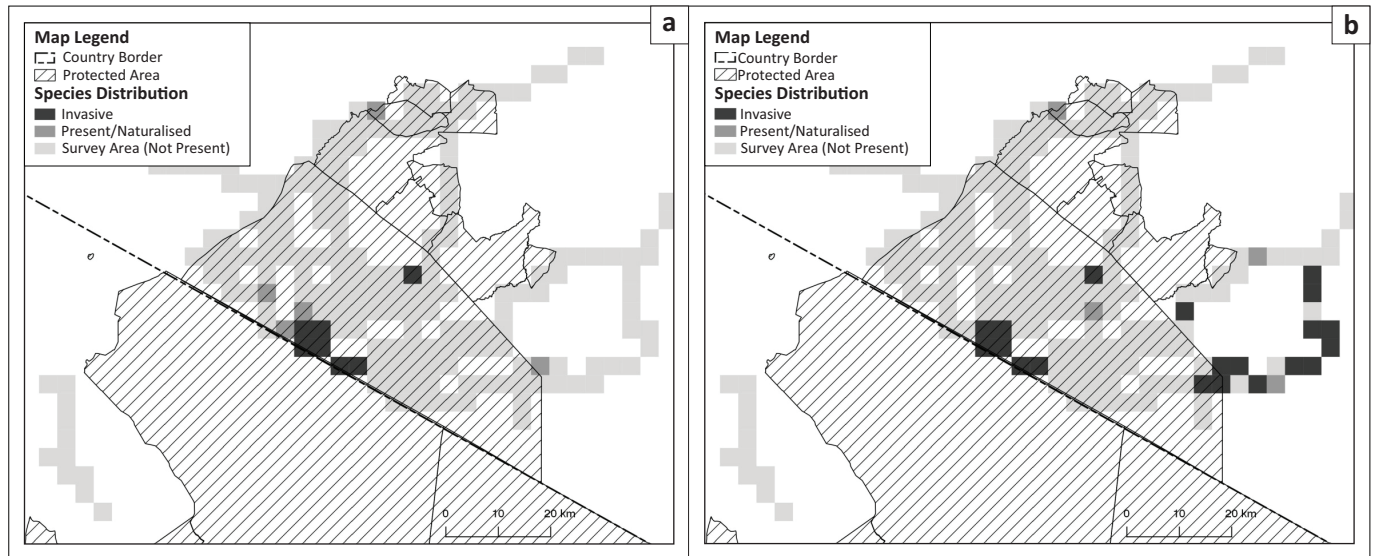 a
Map Legend
Country Border
Protected Area
Species Distribution
Invasive
Present/Naturalised
Survey Area (Not Present)
0 10 20 km
b
Map Legend
Country Border
Protected Area
Species Distribution
Invasive
Present/Naturalised
Survey Area (Not Present)
0 10 20 km